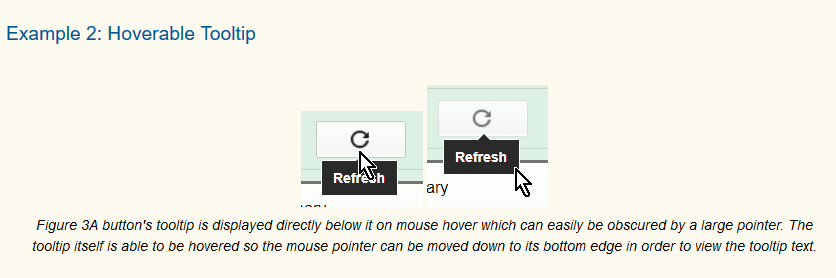 Example 2: Hoverable Tooltip
Refresh
Refresh
ary
Figure 3A button's tooltip is displayed directly below it on mouse hover which can easily be obscured by a large pointer. The
tooltip itself is able to be hovered so the mouse pointer can be moved down to its bottom edge in order to view the tooltip text.